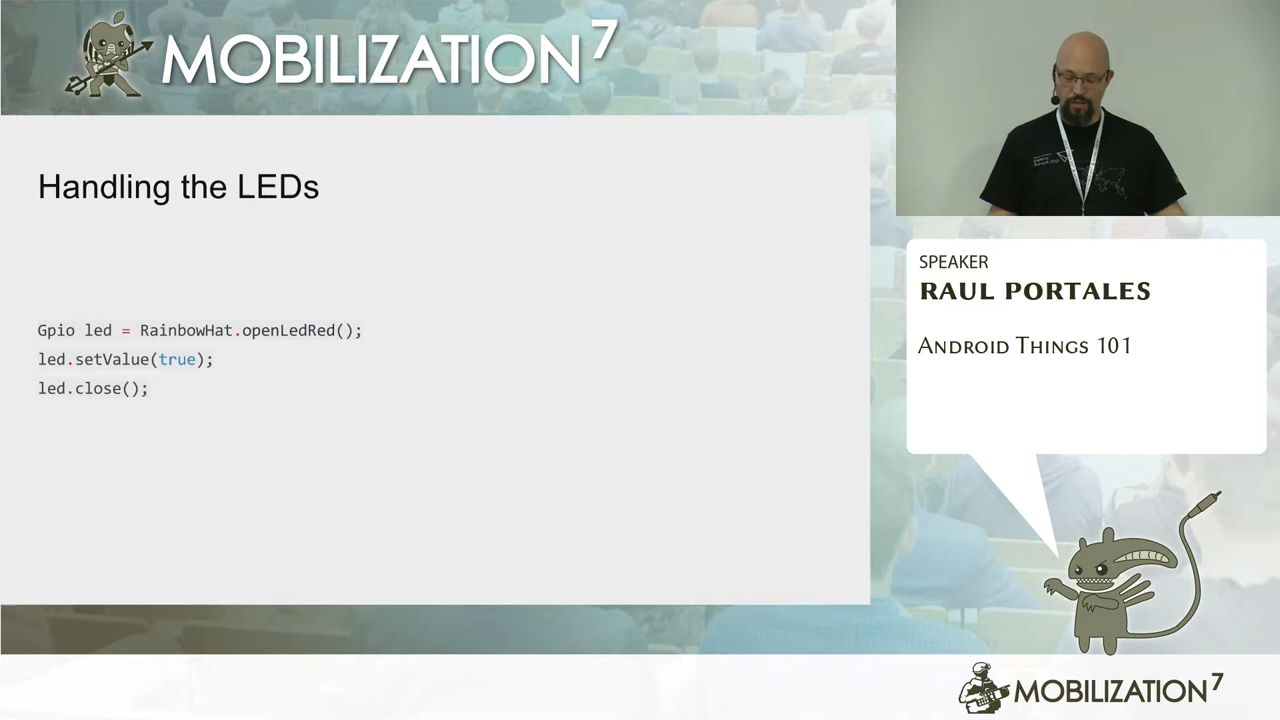 MOBILIZATION 7
Handling the LEDs
Gpio led = RainbowHat.openLedRed();
led.setValue(true);
led.close();
SPEAKER
RAUL PORTALES
ANDROID THINGS 101
MOBILIZATION 7